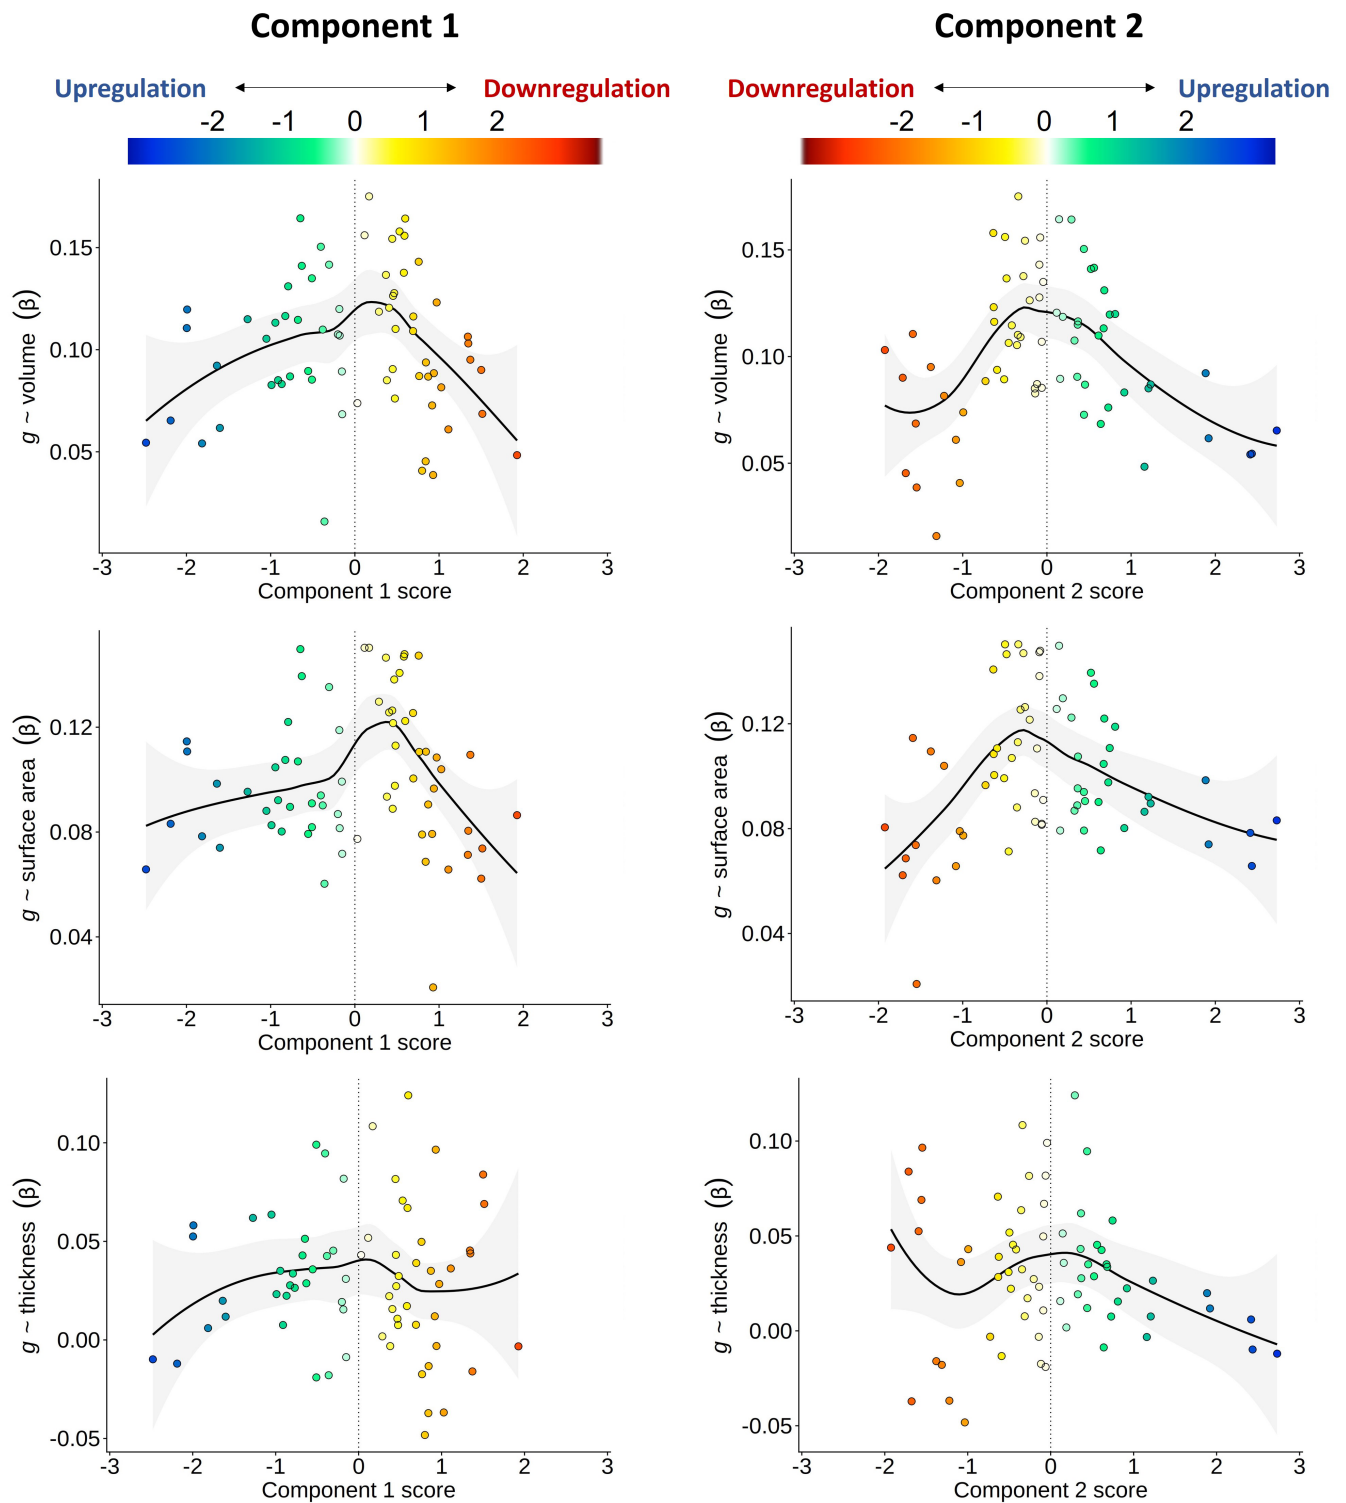 Component 1
Component 2
Upregulation
Downregulation
Downregulation
Upregulation
-2 -1 0 1 2
-2 -1 0 1 2
0.15
0.10
0.05
g ~ volume (β)
-3 -2 -1 0 1 2 3
Component 1 score
0.15
0.10
0.05
g ~ volume (β)
-3 -2 -1 0 1 2 3
Component 2 score
0.12
0.08
0.04
g ~ surface area (β)
-3 -2 -1 0 1 2 3
Component 1 score
0.12
0.08
0.04
g ~ surface area (β)
-3 -2 -1 0 1 2 3
Component 2 score
0.10
0.05
0.00
-0.05
g ~ thickness (β)
-3 -2 -1 0 1 2 3
Component 1 score
0.10
0.05
0.00
-0.05
g ~ thickness (β)
-3 -2 -1 0 1 2 3
Component 2 score